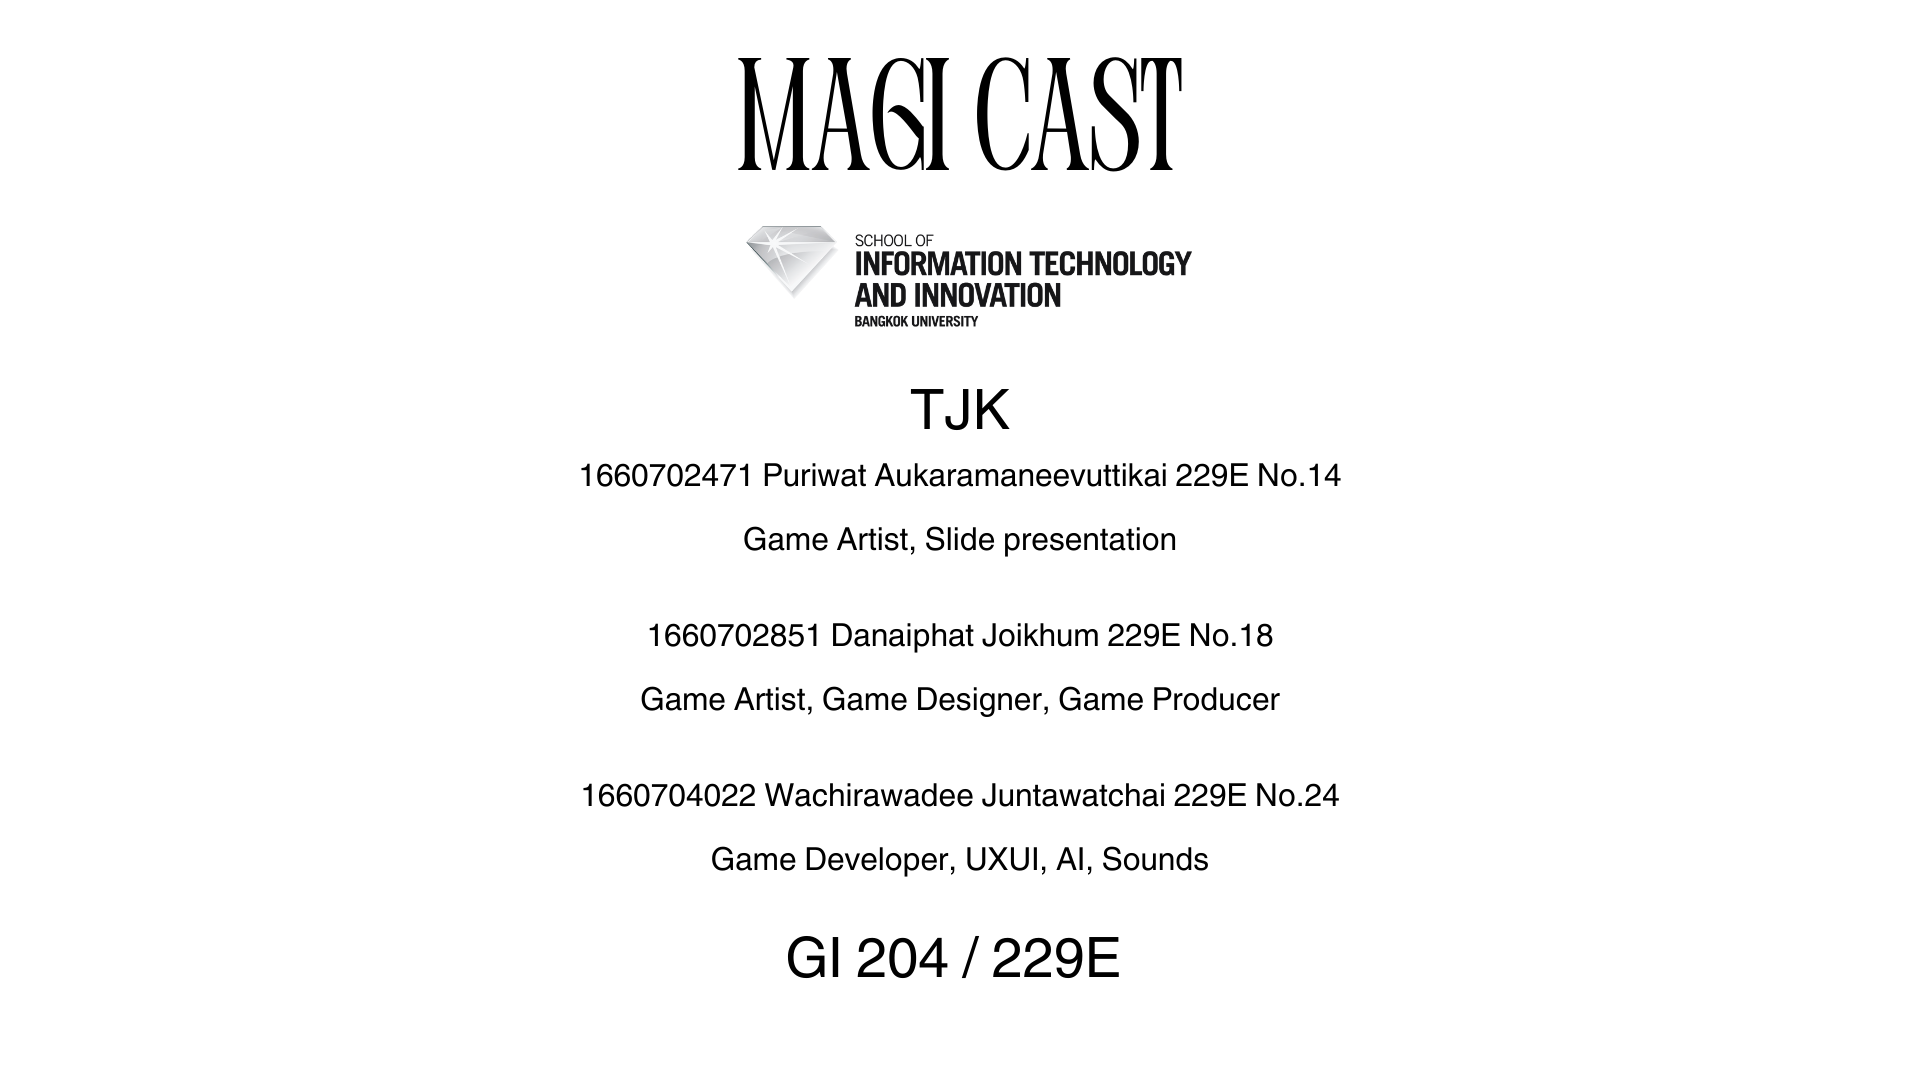 MAGI CAST
SCHOOL OF
INFORMATION TECHNOLOGY
AND INNOVATION
BANGKOK UNIVERSITY
TJK
1660702471 Puriwat Aukaramaneevuttikai 229E No.14
Game Artist, Slide presentation
1660702851 Danaiphat Joikhum 229E No.18
Game Artist, Game Designer, Game Producer
1660704022 Wachirawadee Juntawatchai 229E No.24
Game Developer, UXUI, AI, Sounds
GI 204 / 229E